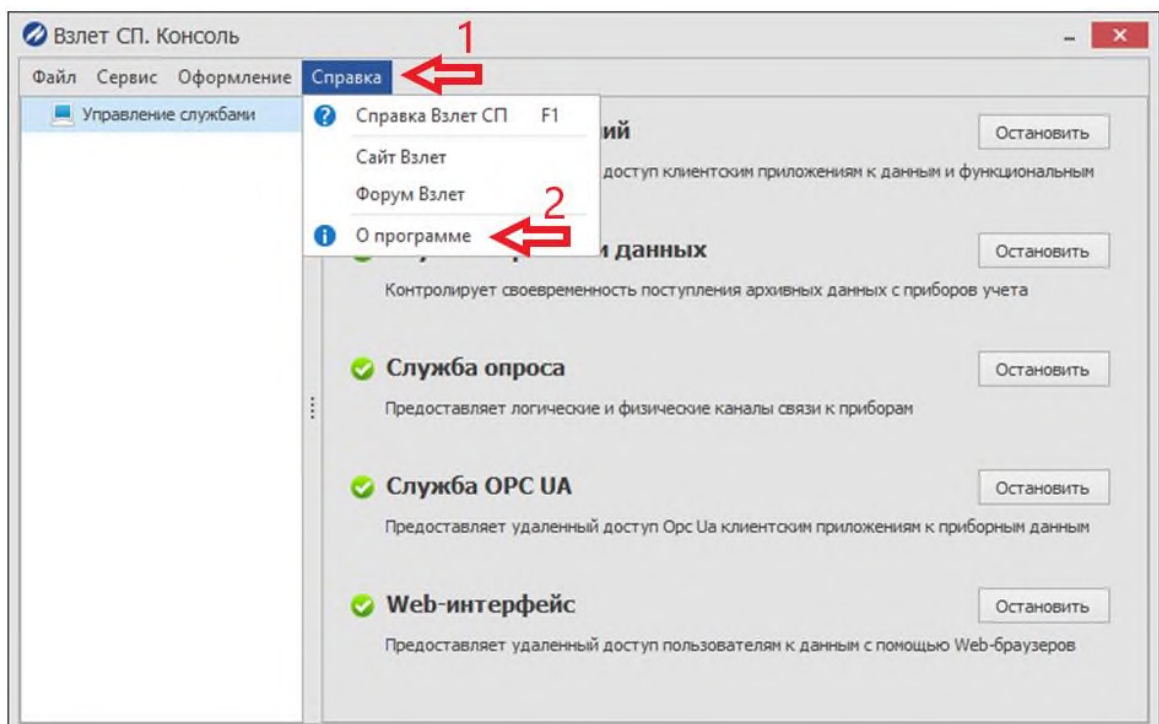 Взлет СП. Консоль
1
Файл Сервис Оформление Справка
Управление службами
Справка Взлет СП F1
Сайт Взлет
Форум Взлет
2
О программе
ий
Остановить
доступ клиентским приложениям к данным и функциональным
данных
Остановить
Контролирует своевременность поступления архивных данных с приборов учета
Служба опроса
Остановить
Предоставляет логические и физические каналы связи к приборам
Служба OPC UA
Остановить
Предоставляет удаленный доступ Opc Ua клиентским приложениям к приборным данным
Web-интерфейс
Остановить
Предоставляет удаленный доступ пользователям к данным с помощью Web-браузеров